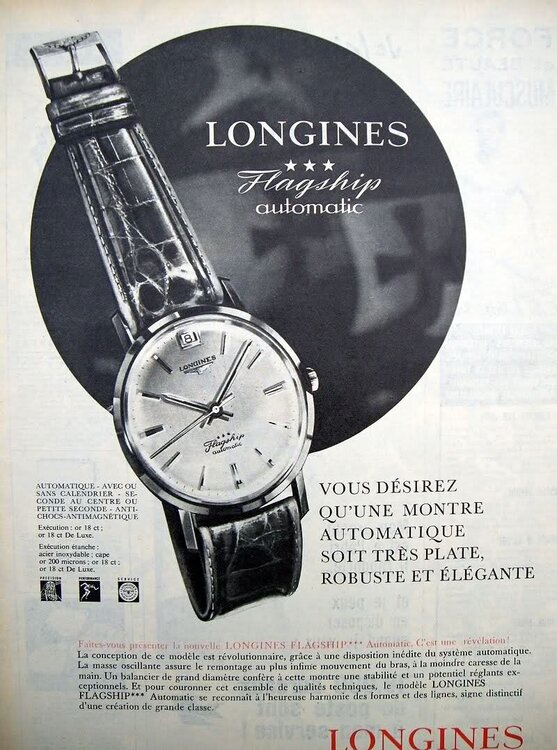 LONGINES
★★★
Flagship
automatic
8
LONGINES
★★★
Flagship
automatic
AUTOMATIQUE - AVEC OU
SANS CALENDRIER - SE-
CONDE AU CENTRE OU
PETITE SECONDE - ANTI-
CHOCS-ANTIMAGNÉTIQUE
Exécution : or 18 ct ;
or 18 ct De Luxe.
Exécution étanche :
acier inoxydable ; cape
or 200 microns ; or 18 ct ;
or 18 ct De Luxe.
PRÉCISION PERFORMANCE SERVICE
VOUS DÉSIREZ
QU'UNE MONTRE
AUTOMATIQUE
SOIT TRÈS PLATE,
ROBUSTE ET ÉLÉGANTE
Faites-vous présenter la nouvelle LONGINES FLAGSHIP*** Automatic. C'est une révélation!
La conception de ce modèle est révolutionnaire, grâce à une disposition inédite du système automatique.
La masse oscillante assure le remontage au plus infime mouvement du bras, à la moindre caresse de la
main. Un balancier de grand diamètre confère à cette montre une stabilité et un potentiel réglants ex-
ceptionnels. Et pour couronner cet ensemble de qualités techniques, le modèle LONGINES
FLAGSHIP*** Automatic se reconnaît à l'heureuse harmonie des formes et des lignes, signe distinctif
d'une création de grande classe.
LONGINES